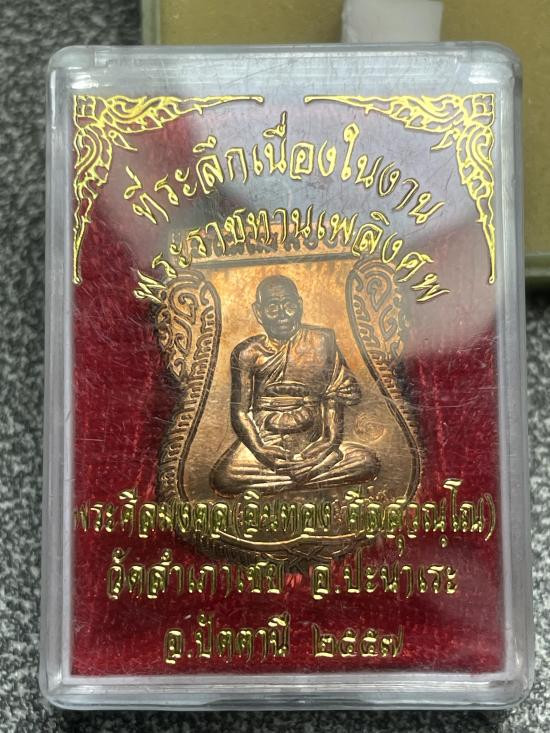 ที่ระลึกเนื่องในงาน
พระราชทานเพลิงศพ
พระศีลมงคล(อินทอง ศีลสุวณฺโณ)
วัดสำเภาเชย อ.ปะนาเระ
จ.ปัตตานี ๒๕๕๗